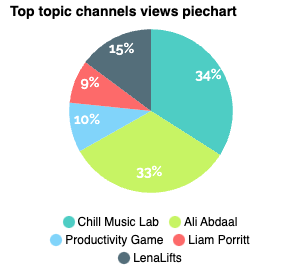 Top topic channels views piechart
15%
34%
9%
10%
33%
Chill Music Lab Ali Abdaal
Productivity Game Liam Porritt
LenaLifts